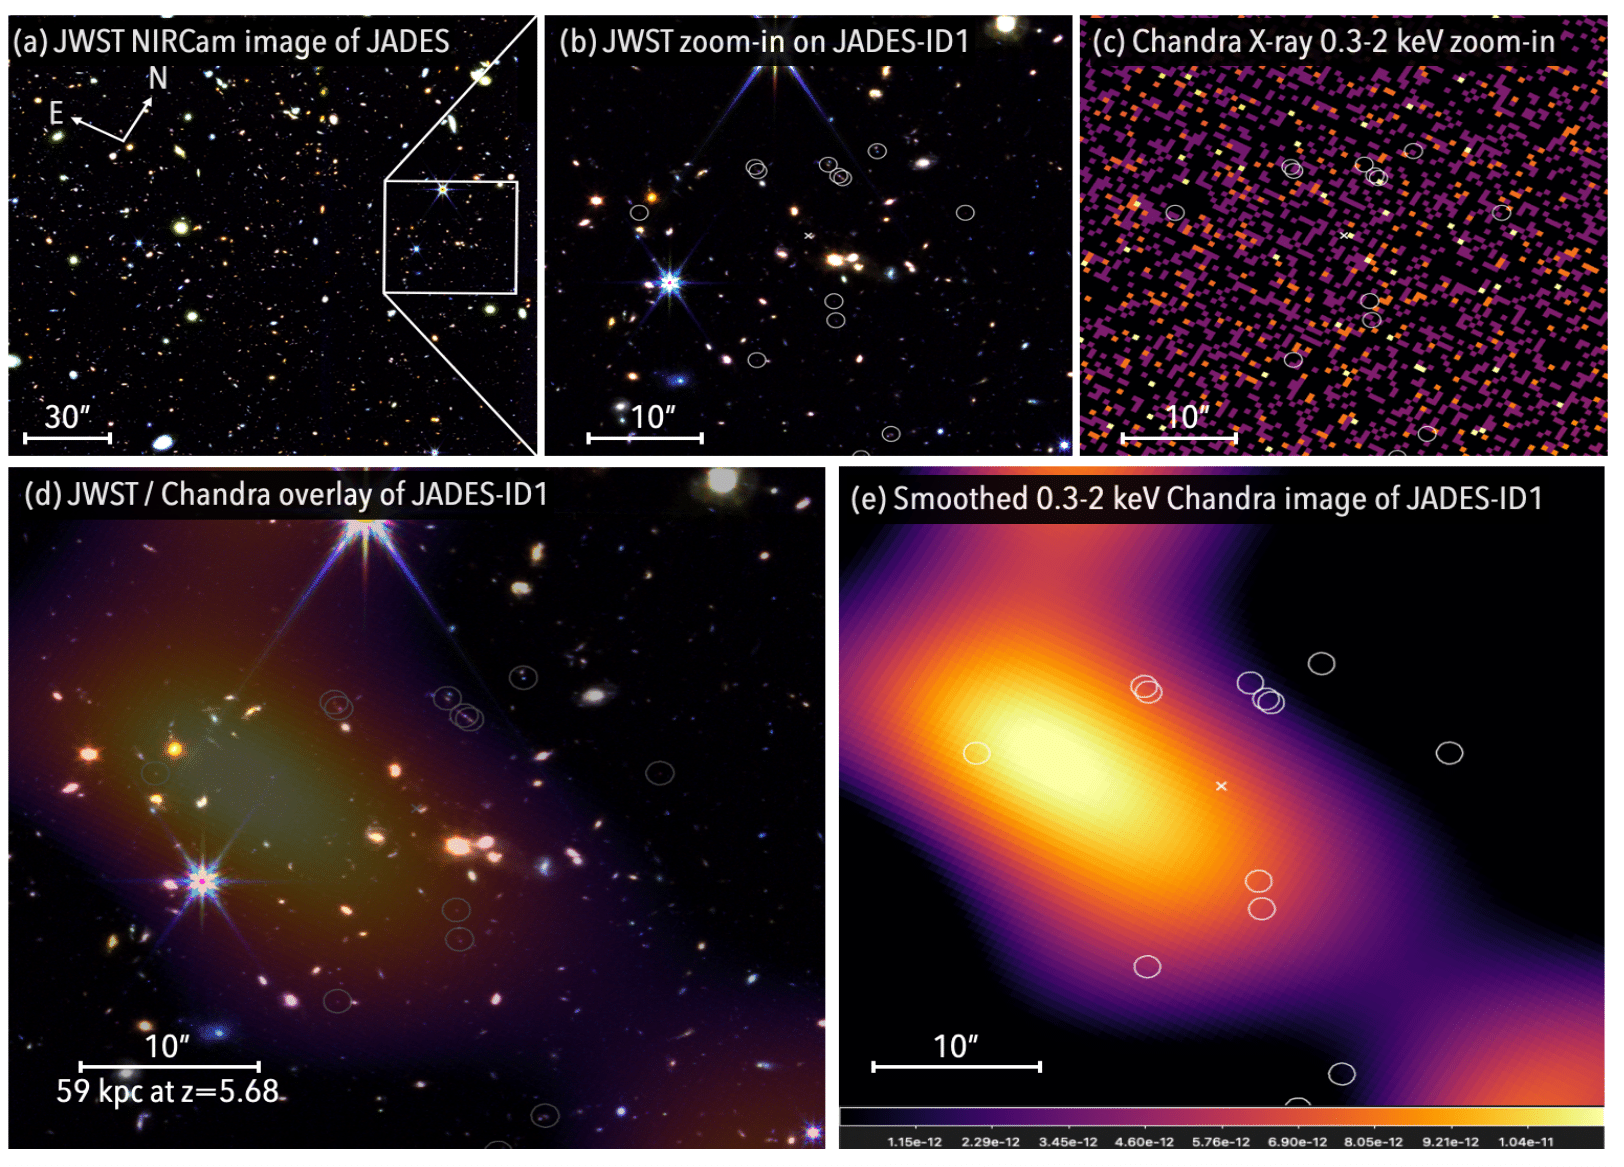 (a) JWST NIRCam image of JADES
N
E
30″
(b) JWST zoom-in on JADES-ID1
10″
(c) Chandra X-ray 0.3-2 keV zoom-in
10″
(d) JWST / Chandra overlay of JADES-ID1
10″
59 kpc at z=5.68
(e) Smoothed 0.3-2 keV Chandra image of JADES-ID1
10″
1.15e-12 2.29e-12 3.45e-12 4.60e-12 5.76e-12 6.90e-12 8.05e-12 9.21e-12 1.04e-11